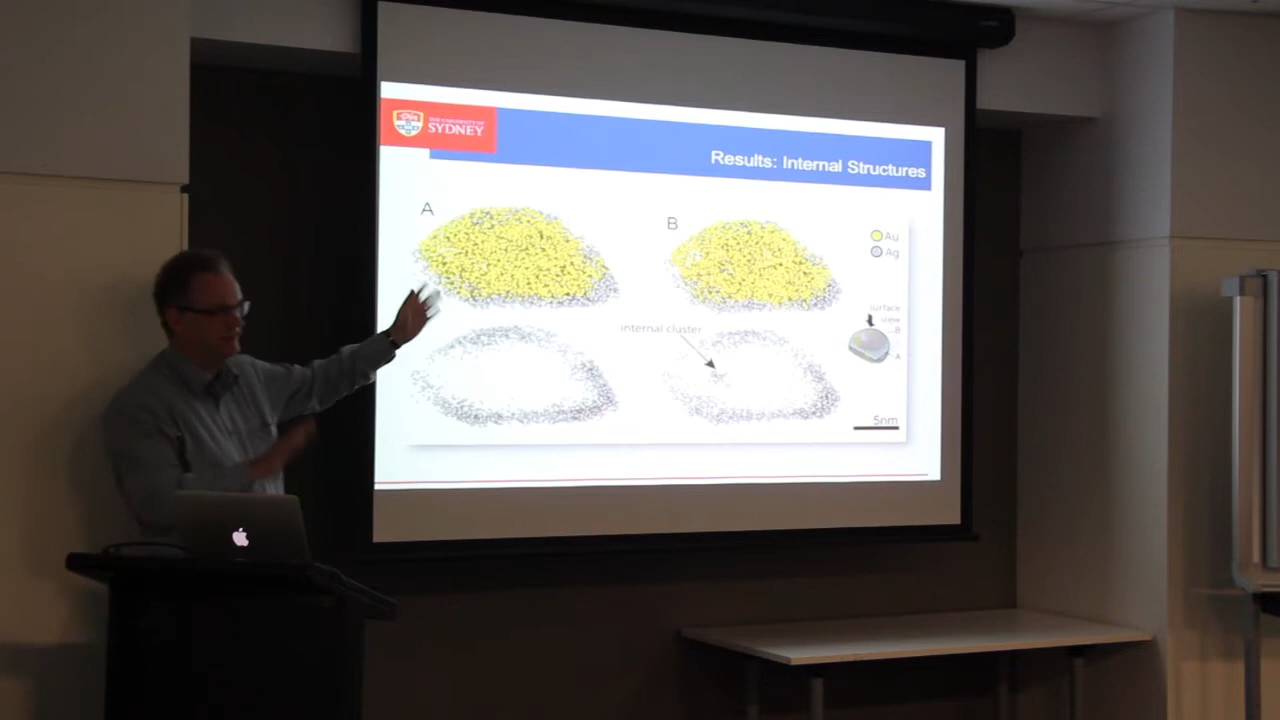 THE UNIVERSITY OF
SYDNEY
Results: Internal Structures
A
B
Au
Ag
internal cluster
surface
view
B
A
5nm